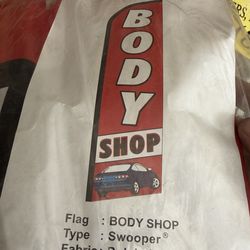 BODY
SHOP
Flag : BODY SHOP
Type : Swooper®